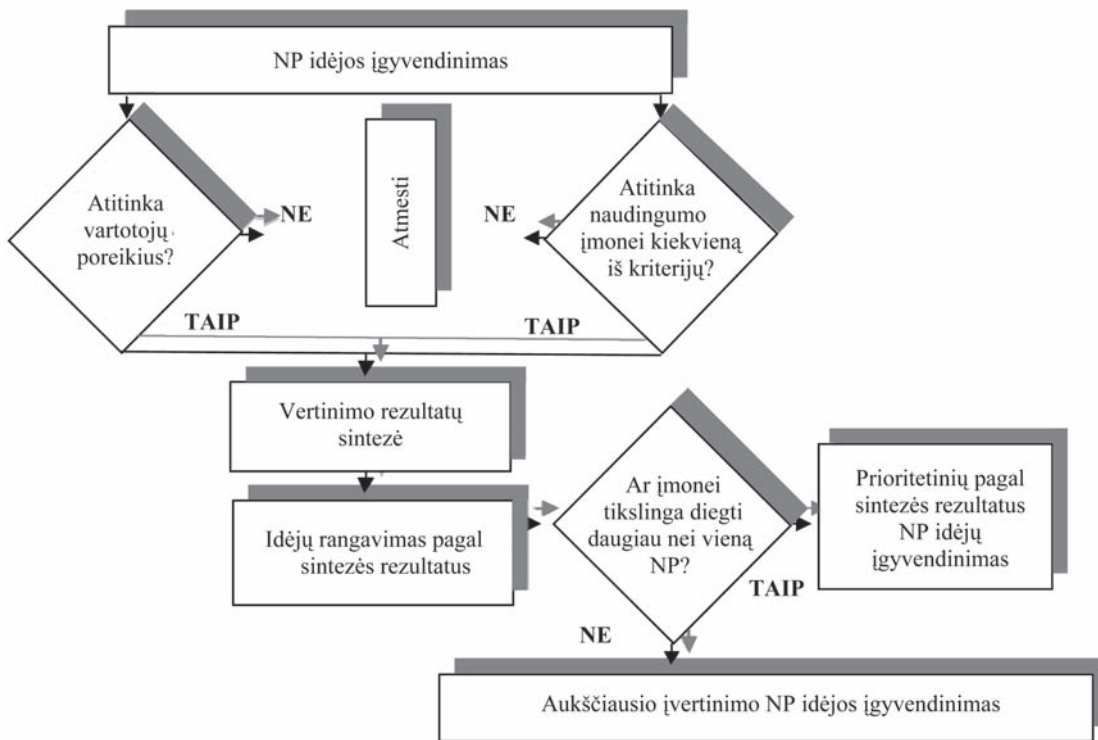 NP idėjos įgyvendinimas
Atitinka
vartotojų
poreikius?
NE
Atmesti
NE
Atitinka
naudingumo
įmonei kiekvieną
iš kriterijų?
TAIP
TAIP
Vertinimo rezultatų
sintezė
Idėjų rangavimas pagal
sintezės rezultatus
Ar įmonei
tikslinga diegti
daugiau nei vieną
NP?
Prioritetinių pagal
sintezės rezultatus
NP idėjų
įgyvendinimas
TAIP
NE
Aukščiausio įvertinimo NP idėjos įgyvendinimas